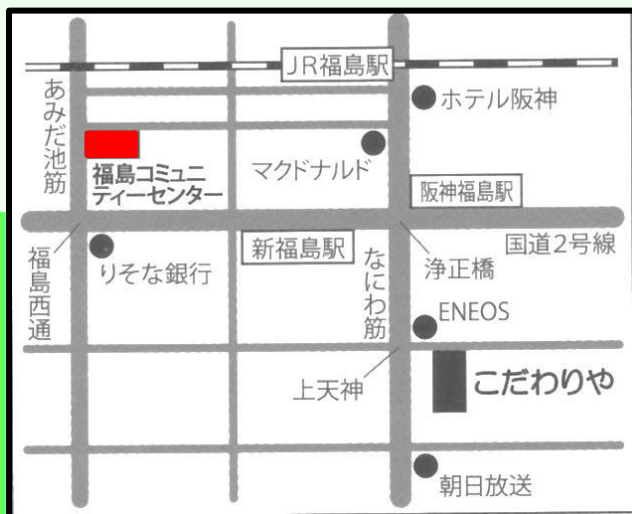 JR福島駅
あみだ池筋
ホテル阪神
マクドナルド
福島コミュニ
ティーセンター
阪神福島駅
国道2号線
新福島駅
浄正橋
りそな銀行
福島西通
なにわ筋
ENEOS
上天神
こだわりや
朝日放送